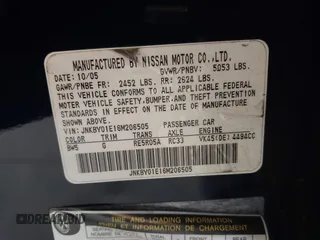 MANUFACTURED BY NISSAN MOTOR CO.,LTD.
DATE: 10/05 GVWR/PNBV: 5053 LBS.
GAWR/PNBE FR: 2452 LBS. RR: 2624 LBS.
THIS VEHICLE CONFORMS TO ALL APPLICABLE FEDERAL
MOTOR VEHICLE SAFETY,BUMPER,AND THEFT PREVENTION
STANDARDS IN EFFECT ON THE DATE OF MANUFACTURE
SHOWN ABOVE.
VIN: JNKBY01E16M206505 PASSENGER CAR
COLOR TRIM TRANS AXLE ENGINE
BW5 G RE5R05A RC33 VK45(DE) 4494CC
JNKBY01E16M206505
TIRE AND LOADING INFORMATION